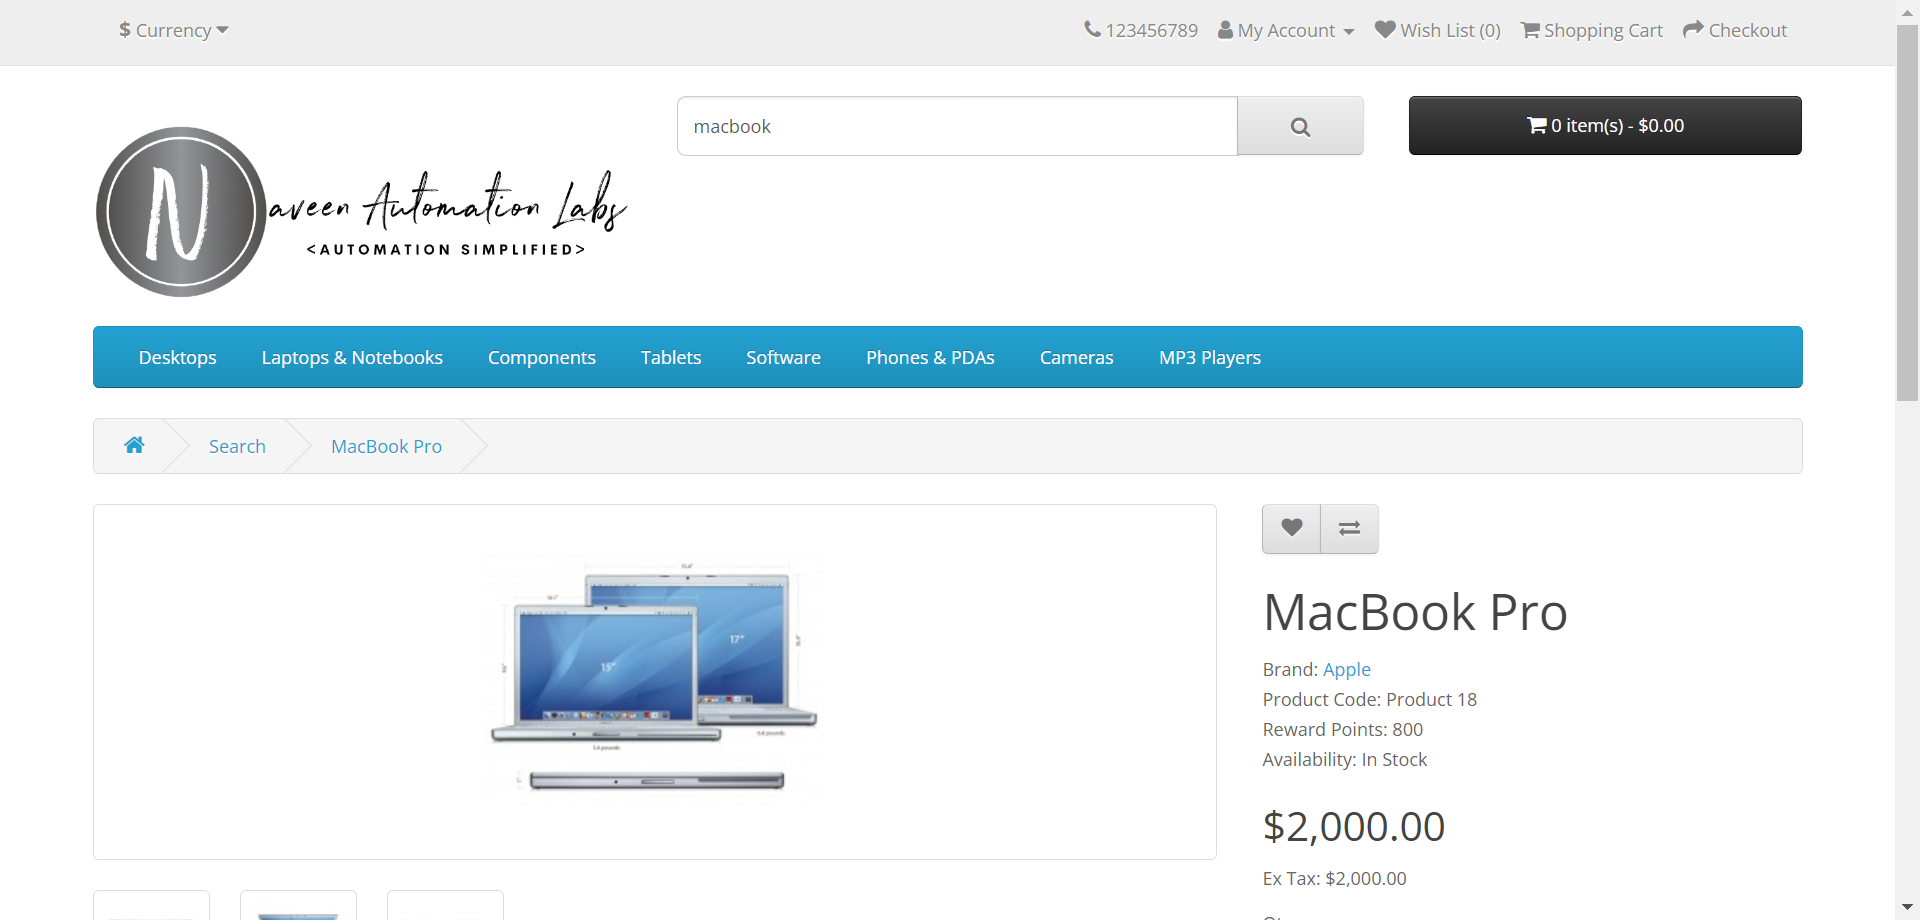 $ Currency
123456789 My Account Wish List (0) Shopping Cart Checkout
macbook
0 item(s) - $0.00
N
aveen Automation Labs
<AUTOMATION SIMPLIFIED>
Desktops Laptops & Notebooks Components Tablets Software Phones & PDAs Cameras MP3 Players
Search MacBook Pro
17"
15"
MacBook Pro
Brand: Apple
Product Code: Product 18
Reward Points: 800
Availability: In Stock
$2,000.00
Ex Tax: $2,000.00